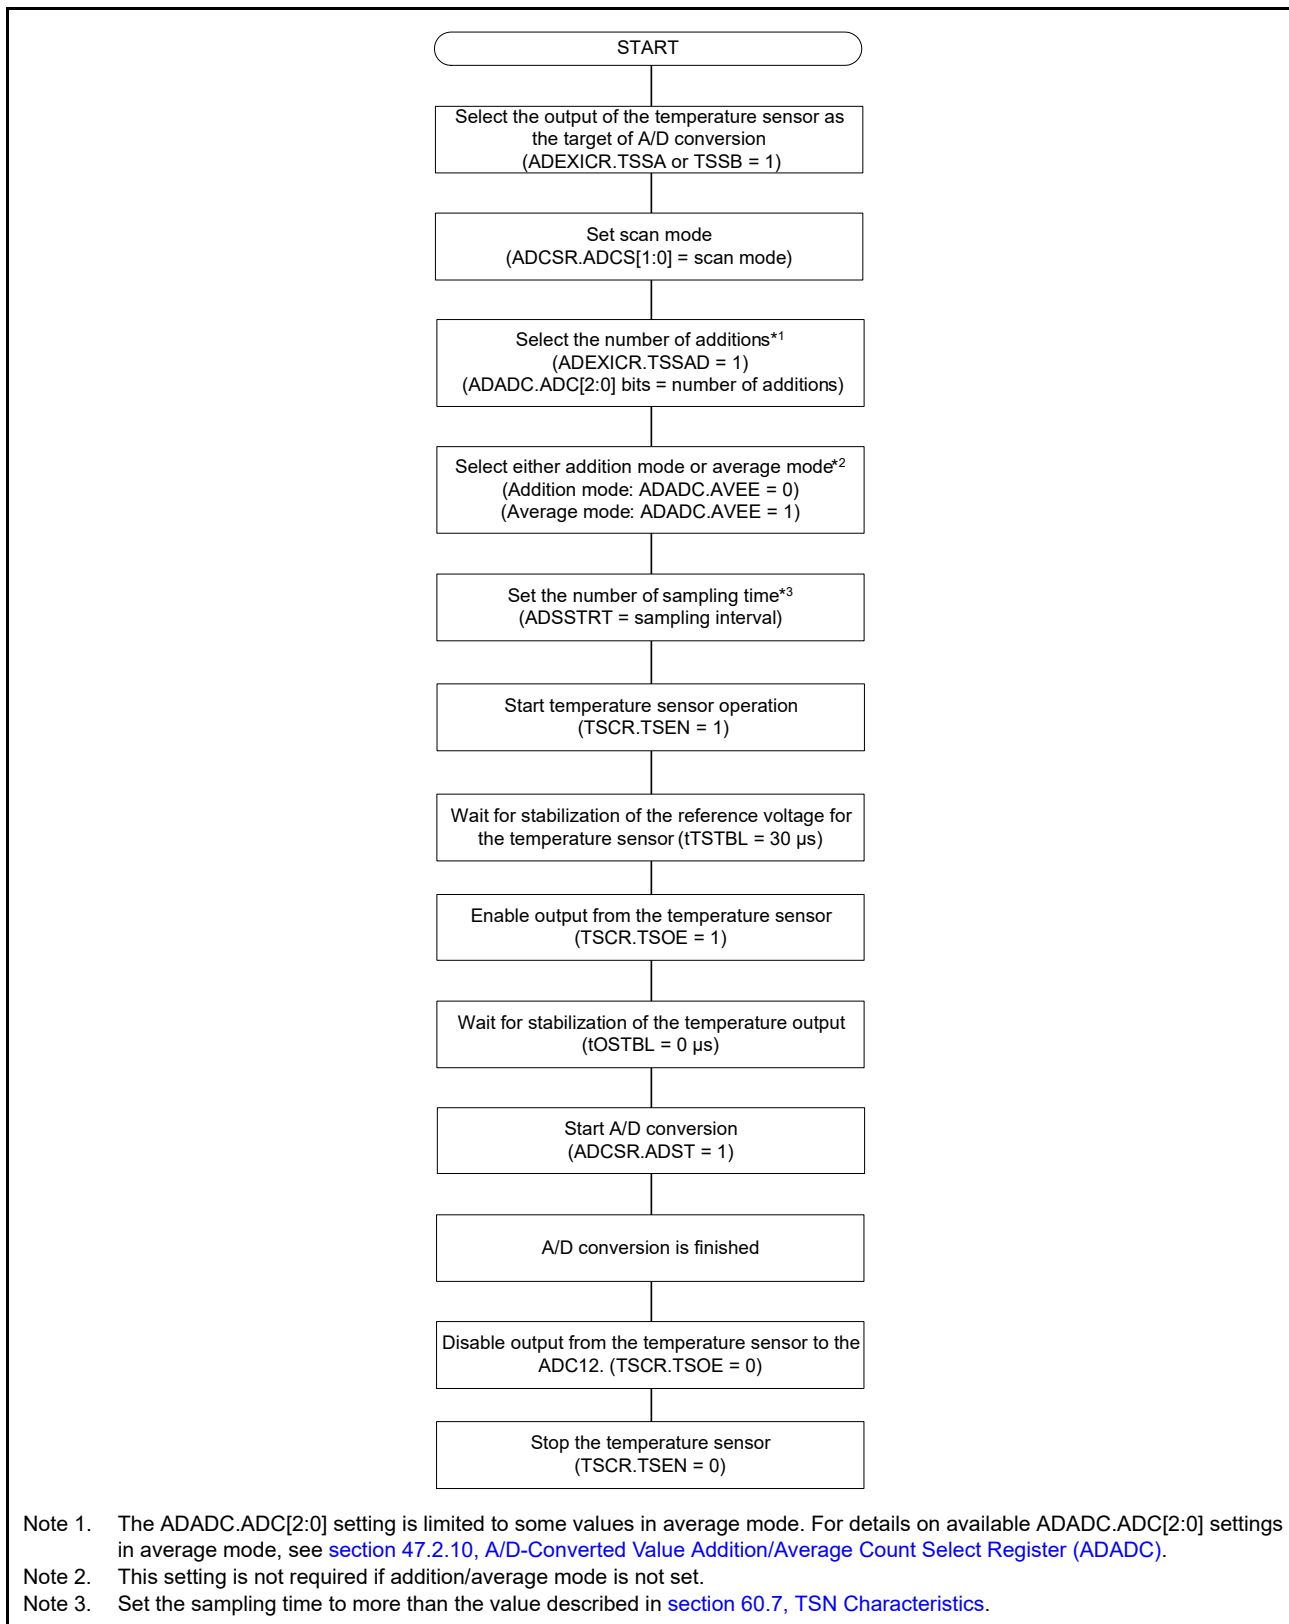 START
Select the output of the temperature sensor as
the target of A/D conversion
(ADEXICR.TSSA or TSSB = 1)
Set scan mode
(ADCSR.ADCS[1:0] = scan mode)
Select the number of additions*1
(ADEXICR.TSSAD = 1)
(ADADC.ADC[2:0] bits = number of additions)
Select either addition mode or average mode*2
(Addition mode: ADADC.AVEE = 0)
(Average mode: ADADC.AVEE = 1)
Set the number of sampling time*3
(ADSSTRT = sampling interval)
Start temperature sensor operation
(TSCR.TSEN = 1)
Wait for stabilization of the reference voltage for
the temperature sensor (tTSTBL = 30 µs)
Enable output from the temperature sensor
(TSCR.TSOE = 1)
Wait for stabilization of the temperature output
(tOSTBL = 0 µs)
Start A/D conversion
(ADCSR.ADST = 1)
A/D conversion is finished
Disable output from the temperature sensor to the
ADC12. (TSCR.TSOE = 0)
Stop the temperature sensor
(TSCR.TSEN = 0)
Note 1. The ADADC.ADC[2:0] setting is limited to some values in average mode. For details on available ADADC.ADC[2:0] settings
in average mode, see section 47.2.10, A/D-Converted Value Addition/Average Count Select Register (ADADC).
Note 2. This setting is not required if addition/average mode is not set.
Note 3. Set the sampling time to more than the value described in section 60.7, TSN Characteristics.